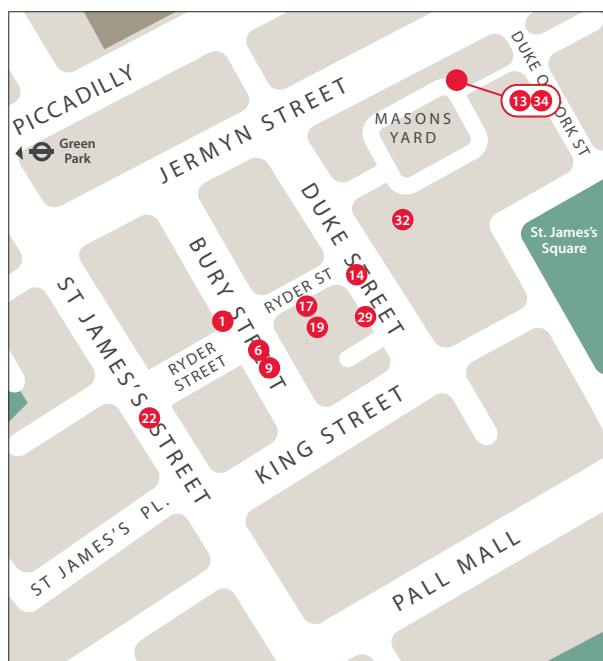 PICCADILLY
Green
Park
JERMYN STREET
MASONS
YARD
DUKE O
YORK ST
13 34
DUKE STREET
32
St. James's
Square
BURY STREET
RYDER ST
14
17
19
29
1
6
9
RYDER
STREET
ST JAMES'S STREET
22
KING STREET
ST JAMES'S PL.
PALL MALL